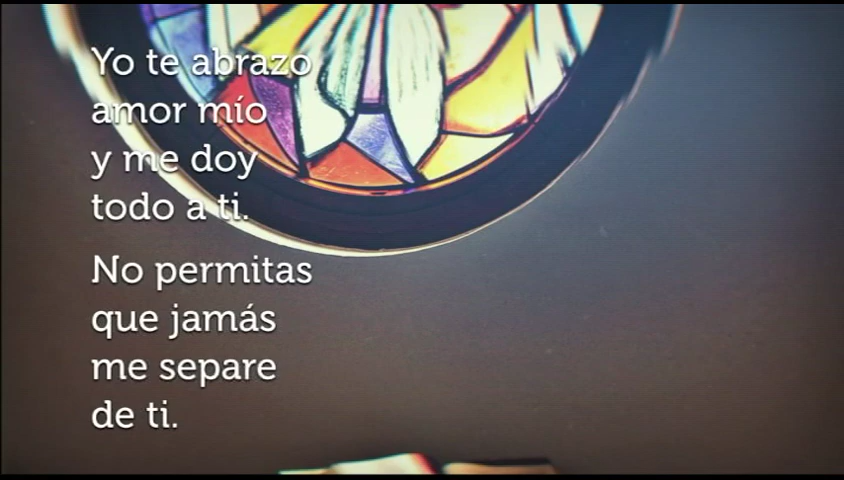 Yo te abrazo
amor mío
y me doy
todo a ti.
No permitas
que jamás
me separe
de ti.